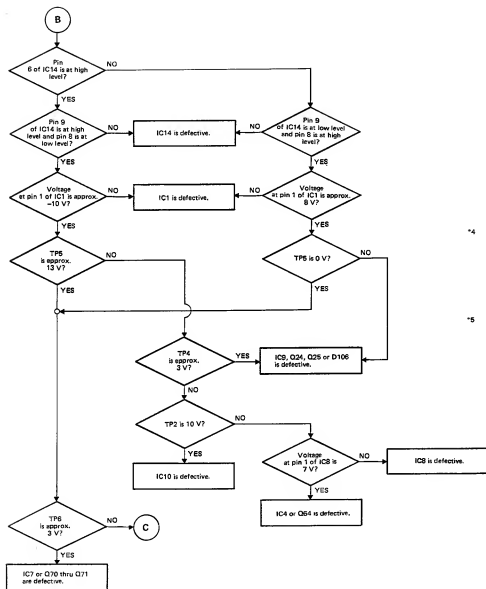 B
Pin
6 of IC14 is at high
level?
NO
YES
Pin 9
of IC14 is at high
level and pin 8 is at
low level?
NO
IC14 is defective.
NO
Pin 9
of IC14 is at low level
and pin 8 is at high
level?
YES
YES
Voltage
at pin 1 of IC1 is approx.
–10 V?
NO
IC1 is defective.
NO
Voltage
at pin 1 of IC1 is approx.
8 V?
YES
YES
*4
TP5
is approx.
13 V?
NO
TP5 is 0 V?
NO
YES
YES
*5
TP4
is approx.
3 V?
YES
IC9, Q24, Q25 or D106
is defective.
NO
TP2 is 10 V?
NO
YES
IC10 is defective.
Voltage
at pin 1 of IC8 is
7 V?
NO
IC8 is defective.
YES
IC4 or Q64 is defective.
TP6
is approx.
3 V?
NO
C
YES
IC7 or Q70 thru Q71
are defective.